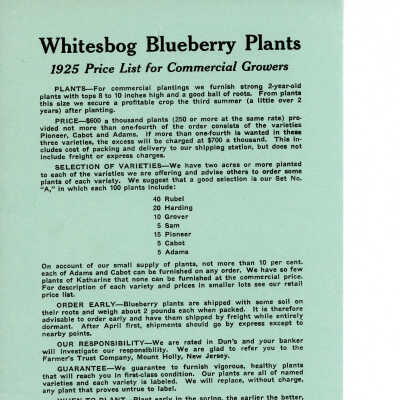 Whitesbog Blueberry Plants
1925 Price List for Commercial Growers
PLANTS—For commercial plantings we furnish strong 2-year-old
plants with tops 8 to 10 inches high and a good ball of roots. From plants
this size we secure a profitable crop the third summer (a little over 2
years) after planting.
PRICE—$600 a thousand plants (250 or more at the same rate) pro-
vided not more than one-fourth of the order consists of the varieties
Pioneer, Cabot and Adams. If more than one-fourth is wanted in these
three varieties, the excess will be charged at $700 a thousand. This in-
cludes cost of packing and delivery to our shipping station, but does not
include freight or express charges.
SELECTION OF VARIETIES—We have two acres or more planted
to each of the varieties we are offering and advise others to order some
plants of each variety. We suggest that a good selection is our Set No.
"A," in which each 100 plants include:
40 Rubel
20 Harding
10 Grover
5 Sam
15 Pioneer
5 Cabot
5 Adams
On account of our small supply of plants, not more than 10 per cent.
each of Adams and Cabot can be furnished on any order. We have so few
plants of Katharine that none can be furnished at the commercial price.
For description of each variety and prices in smaller lots see our retail
price list.
ORDER EARLY—Blueberry plants are shipped with some soil on
their roots and weigh about 2 pounds each when packed. It is therefore
advisable to order early and have them shipped by freight while entirely
dormant. After April first, shipments should go by express except to
nearby points.
OUR RESPONSIBILITY—We are rated in Dun's and your banker
will investigate our responsibility. We are glad to refer you to the
Farmer's Trust Company, Mount Holly, New Jersey.
GUARANTEE—We guarantee to furnish vigorous, healthy plants
that will reach you in first-class condition. Our plants are all of named
varieties and each variety is labeled. We will replace, without charge,
any plant that proves untrue to label.
WHEN TO PLANT—Plant early in the spring, the earlier the better,